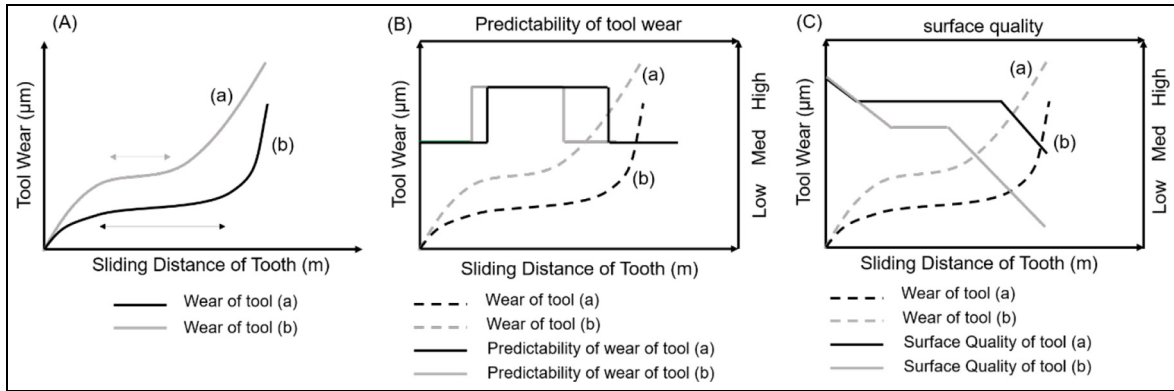 (A)
Tool Wear (µm)
(a)
(b)
Sliding Distance of Tooth (m)
Wear of tool (a)
Wear of tool (b)
(B)
Predictability of tool wear
Tool Wear (µm)
(a)
(b)
Low Med High
Sliding Distance of Tooth (m)
Wear of tool (a)
Wear of tool (b)
Predictability of wear of tool (a)
Predictability of wear of tool (b)
(C)
surface quality
Tool Wear (µm)
(a)
(b)
Low Med High
Sliding Distance of Tooth (m)
Wear of tool (a)
Wear of tool (b)
Surface Quality of tool (a)
Surface Quality of tool (b)